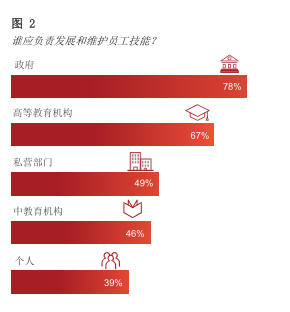 图 2
谁应负责发展和维护员工技能？
政府
78%
高等教育机构
67%
私营部门
49%
中教育机构
46%
个人
39%